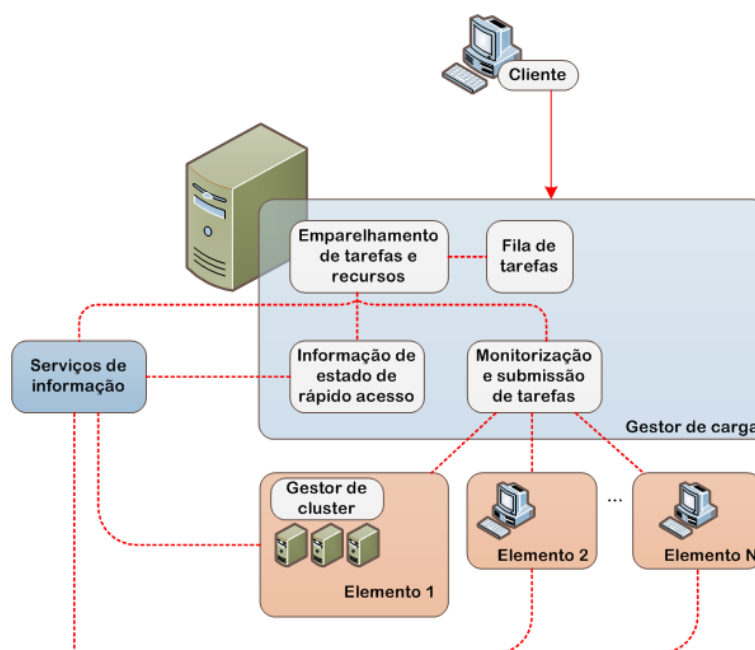 Cliente
Emparelhamento
de tarefas e
recursos
Fila de
tarefas
Serviços de
informação
Informação de
estado de
rápido acesso
Monitorização
e submissão
de tarefas
Gestor de carga
Gestor de
cluster
Elemento 1
Elemento 2
...
Elemento N